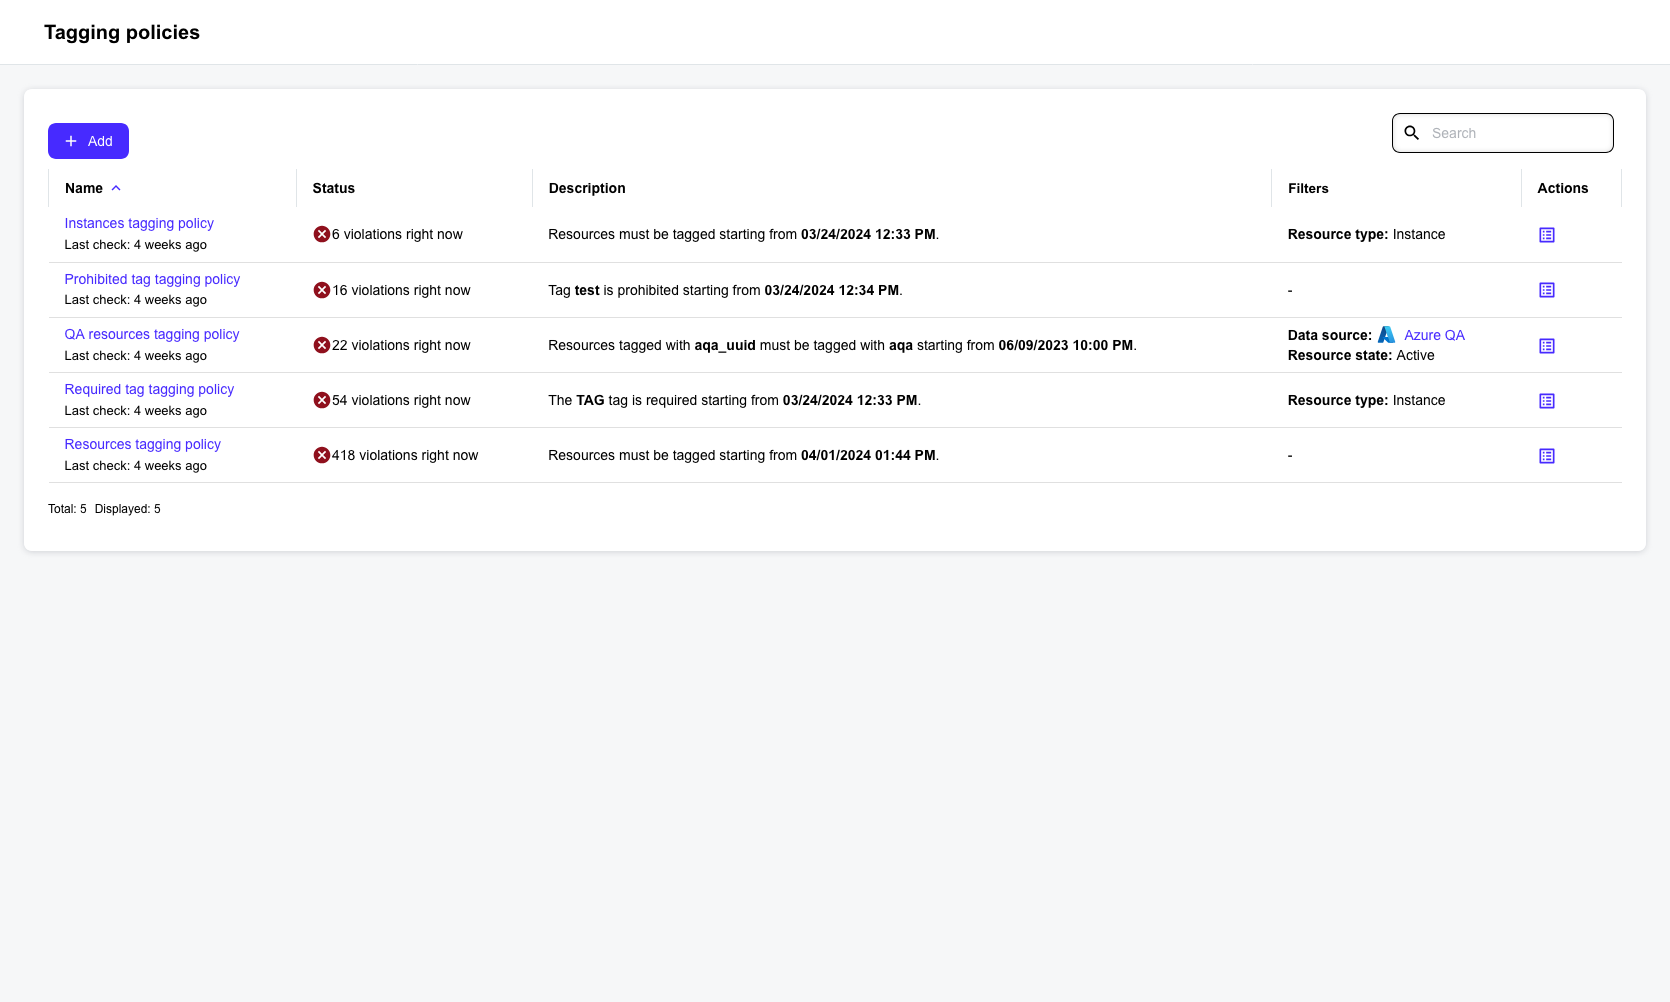 Tagging policies
Add
Search
Name Status Description Filters Actions
Instances tagging policy
Last check: 4 weeks ago
6 violations right now
Resources must be tagged starting from 03/24/2024 12:33 PM.
Resource type: Instance
Prohibited tag tagging policy
Last check: 4 weeks ago
16 violations right now
Tag test is prohibited starting from 03/24/2024 12:34 PM.
-
QA resources tagging policy
Last check: 4 weeks ago
22 violations right now
Resources tagged with aqa_uuid must be tagged with aqa starting from 06/09/2023 10:00 PM.
Data source: Azure QA
Resource state: Active
Required tag tagging policy
Last check: 4 weeks ago
54 violations right now
The TAG tag is required starting from 03/24/2024 12:33 PM.
Resource type: Instance
Resources tagging policy
Last check: 4 weeks ago
418 violations right now
Resources must be tagged starting from 04/01/2024 01:44 PM.
-
Total: 5 Displayed: 5